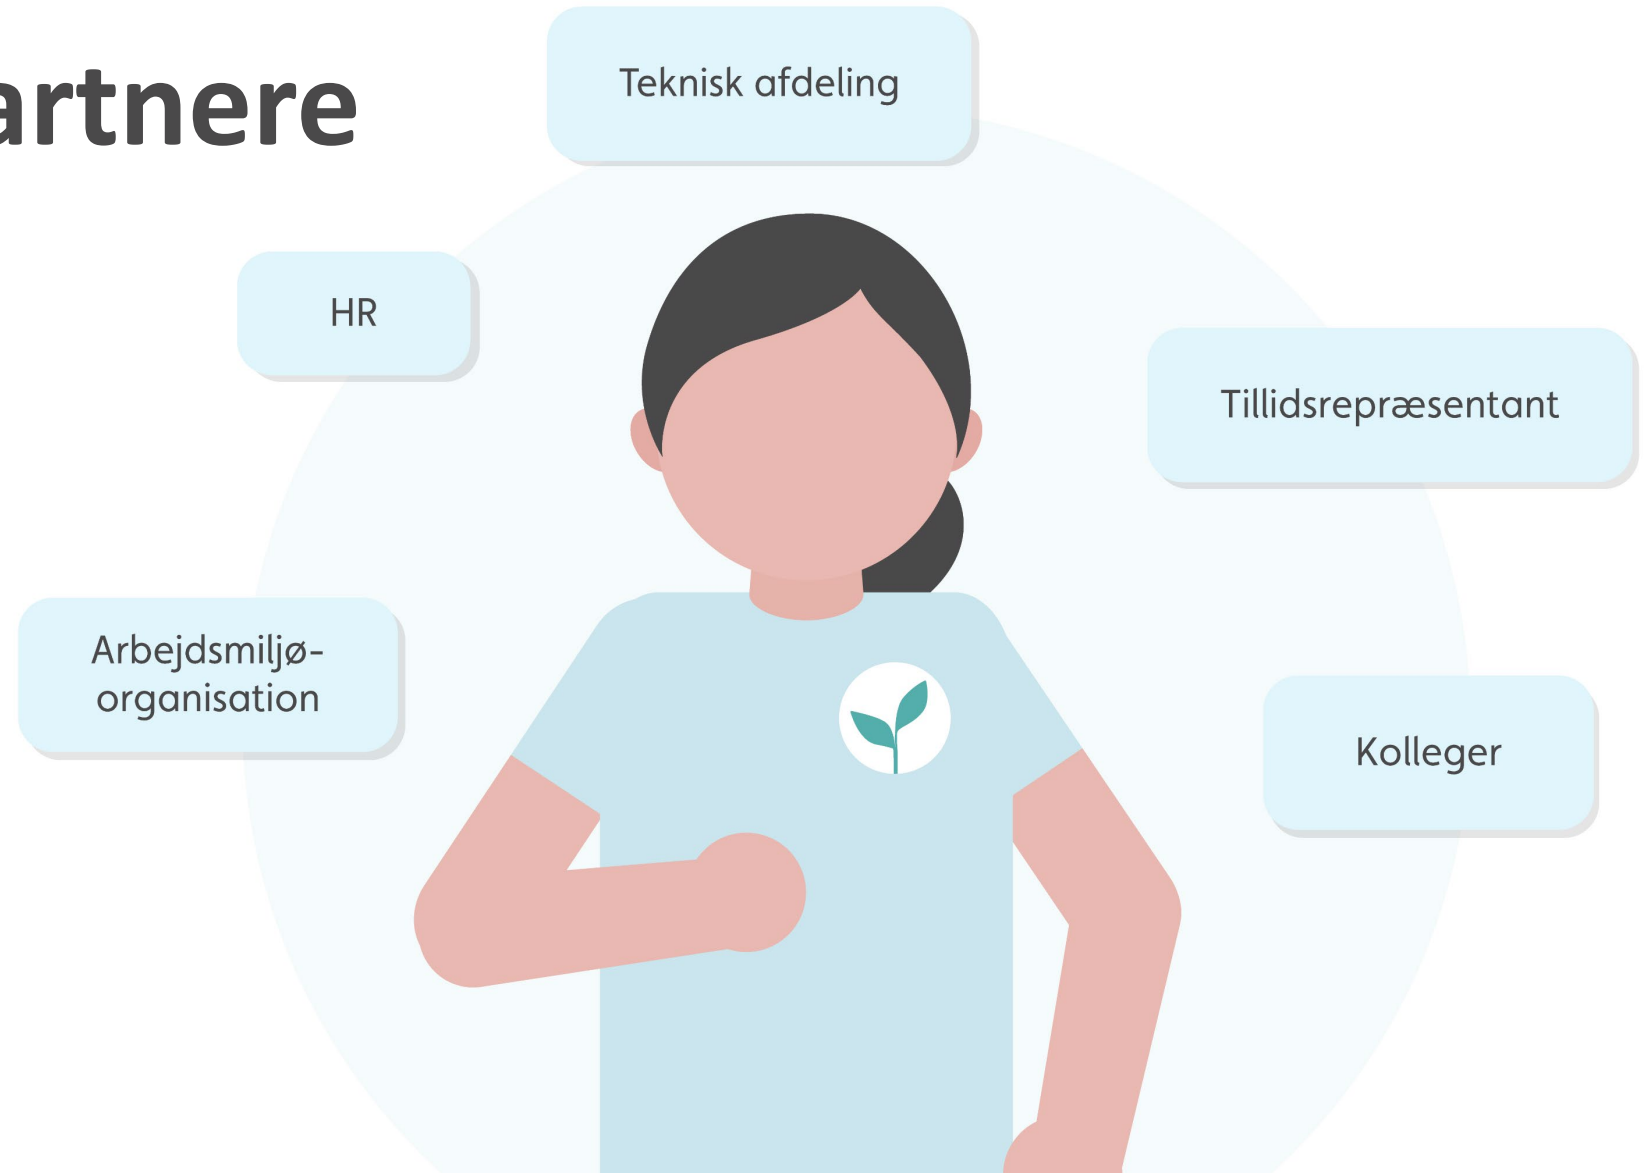 artnere
Teknisk afdeling
HR
Tillidsrepræsentant
Arbejdsmiljø-
organisation
Kolleger